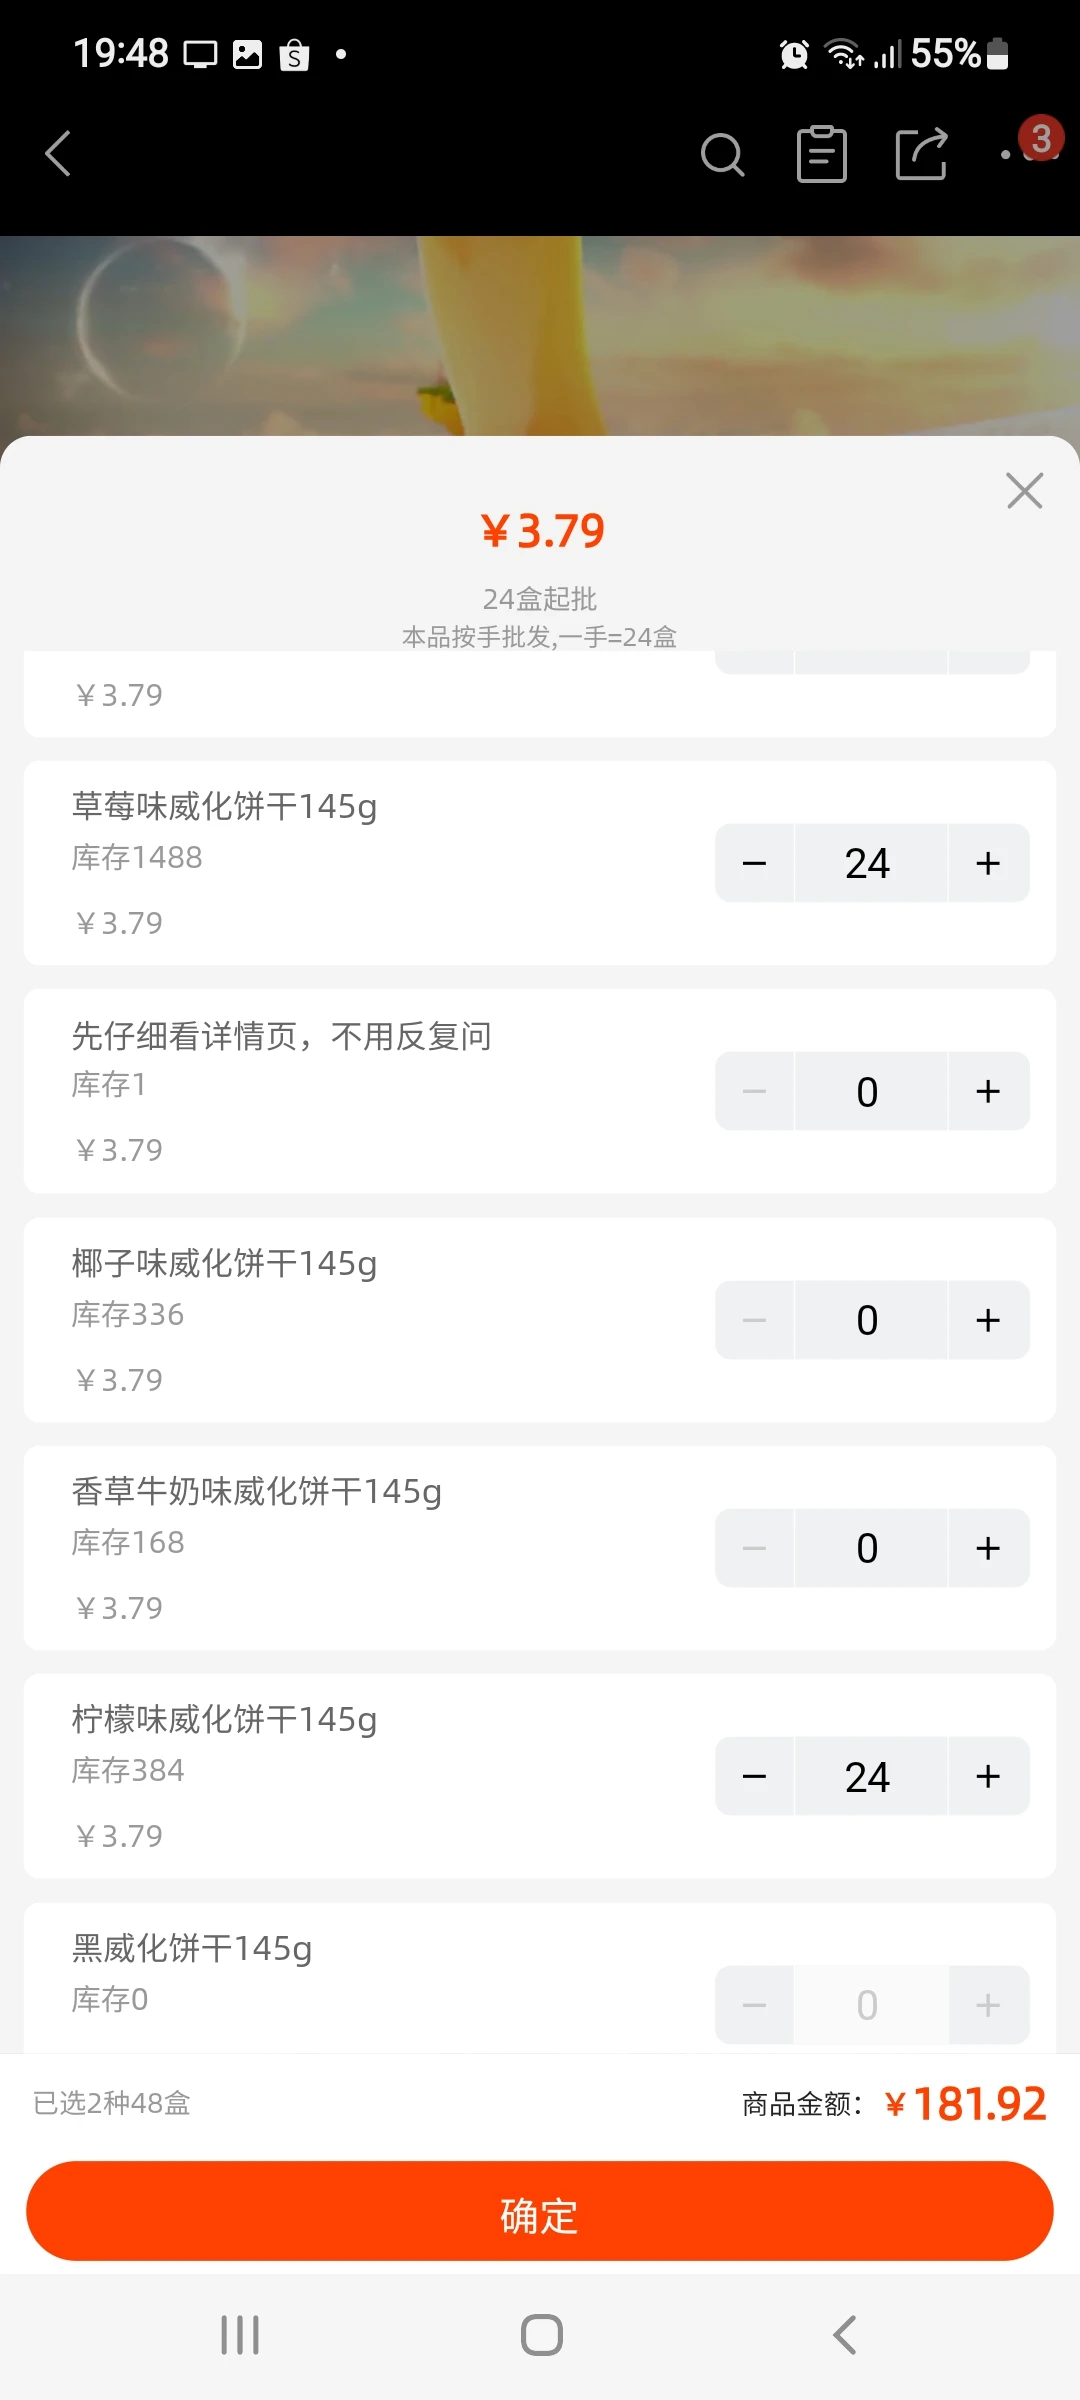 19:48
55%
3
¥3.79
24盒起批
本品按手批发,一手=24盒
¥3.79
草莓味威化饼干145g
库存1488
24
¥3.79
先仔细看详情页，不用反复问
库存1
0
¥3.79
椰子味威化饼干145g
库存336
0
¥3.79
香草牛奶味威化饼干145g
库存168
0
¥3.79
柠檬味威化饼干145g
库存384
24
¥3.79
黑威化饼干145g
库存0
0
已选2种48盒
商品金额：¥181.92
确定